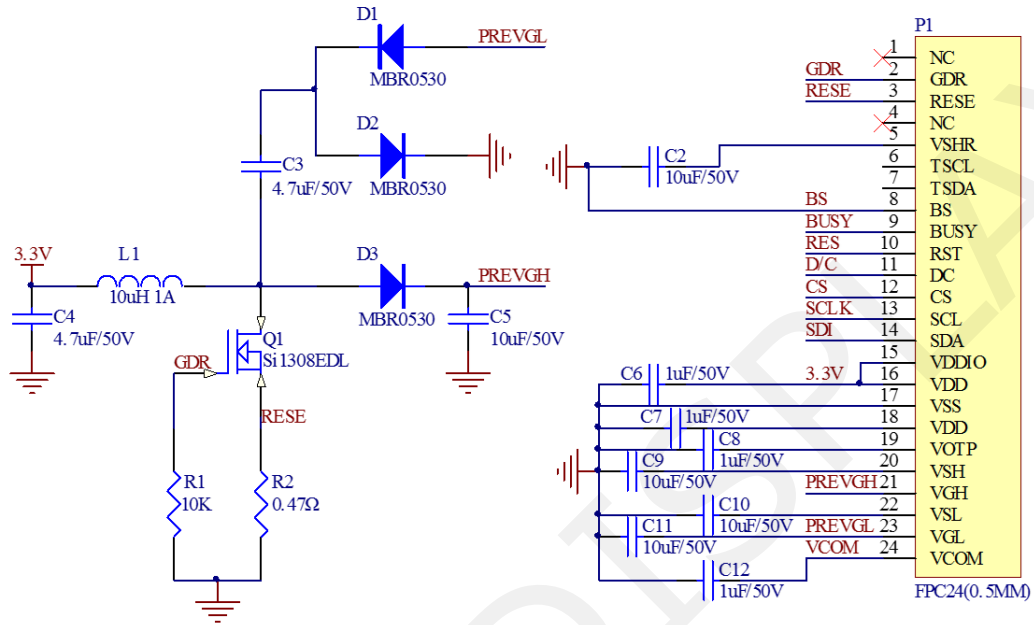 D1
PREVGL
MBR0530
D2
MBR0530
C3
4.7uF/50V
3.3V
L1
10uH 1A
C4
4.7uF/50V
D3
PREVGH
MBR0530
C5
10uF/50V
Q1
Si1308EDL
GDR
RESE
R1
10K
R2
0.47Ω
P1
1 NC
GDR 2 GDR
RESE 3 RESE
4 NC
5 VSHR
C2
10uF/50V
6 TSCL
7 TSDA
BS 8 BS
BUSY 9 BUSY
RES 10 RST
D/C 11 DC
CS 12 CS
SCLK 13 SCL
SDI 14 SDA
15 VDDIO
C6 1uF/50V 3.3V 16 VDD
17 VSS
C7 1uF/50V 18 VDD
C8 1uF/50V 19 VOTP
C9 10uF/50V 20 VSH
PREVGH 21 VGH
C10 10uF/50V 22 VSL
C11 10uF/50V PREVGL 23 VGL
VCOM 24 VCOM
C12
1uF/50V
FPC24(0.5MM)
DISPLA